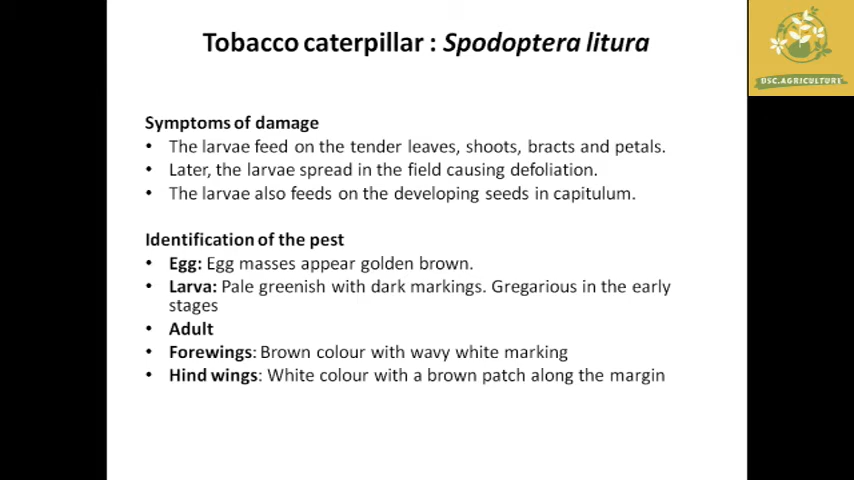 Tobacco caterpillar : Spodoptera litura
DSC.AGRICULTURE
Symptoms of damage
• The larvae feed on the tender leaves, shoots, bracts and petals.
• Later, the larvae spread in the field causing defoliation.
• The larvae also feeds on the developing seeds in capitulum.
Identification of the pest
• Egg: Egg masses appear golden brown.
• Larva: Pale greenish with dark markings. Gregarious in the early
stages
• Adult
• Forewings: Brown colour with wavy white marking
• Hind wings: White colour with a brown patch along the margin